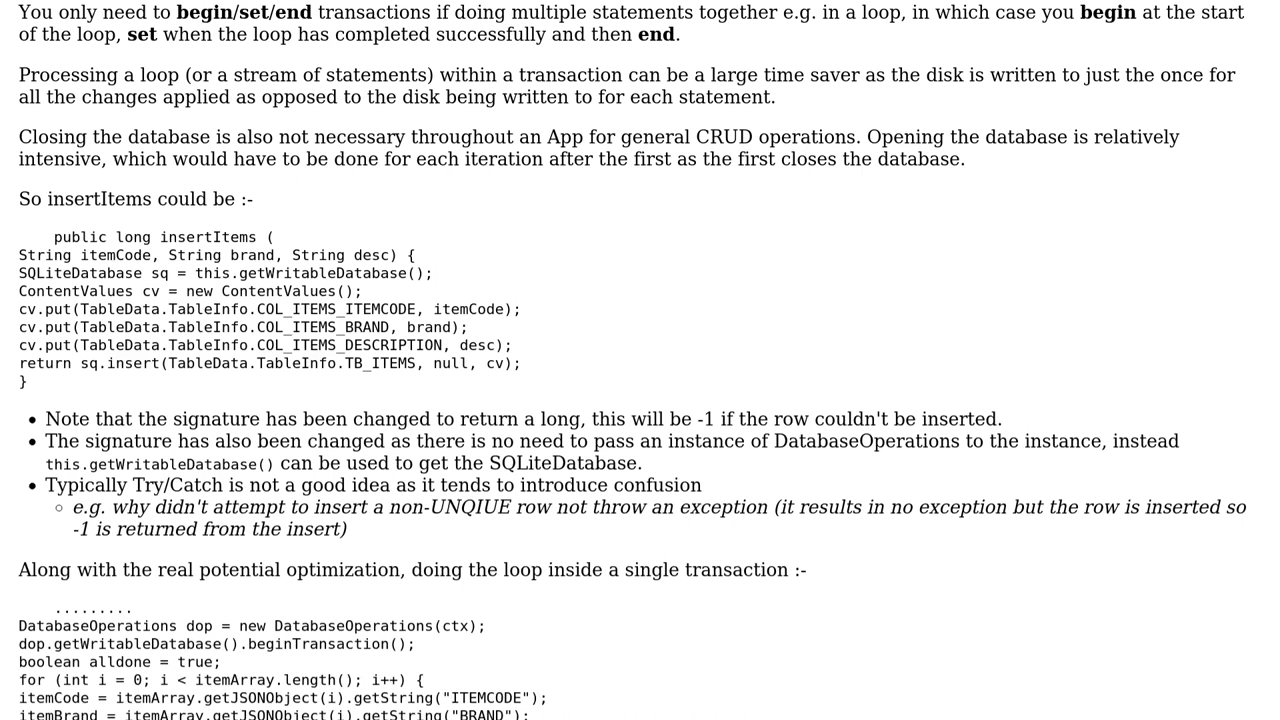 You only need to begin/set/end transactions if doing multiple statements together e.g. in a loop, in which case you begin at the start
of the loop, set when the loop has completed successfully and then end.
Processing a loop (or a stream of statements) within a transaction can be a large time saver as the disk is written to just the once for
all the changes applied as opposed to the disk being written to for each statement.
Closing the database is also not necessary throughout an App for general CRUD operations. Opening the database is relatively
intensive, which would have to be done for each iteration after the first as the first closes the database.
So insertItems could be :-
public long insertItems (
String itemCode, String brand, String desc) {
SQLiteDatabase sq = this.getWritableDatabase();
ContentValues cv = new ContentValues();
cv.put(TableData.TableInfo.COL_ITEMS_ITEMCODE, itemCode);
cv.put(TableData.TableInfo.COL_ITEMS_BRAND, brand);
cv.put(TableData.TableInfo.COL_ITEMS_DESCRIPTION, desc);
return sq.insert(TableData.TableInfo.TB_ITEMS, null, cv);
}
• Note that the signature has been changed to return a long, this will be -1 if the row couldn't be inserted.
• The signature has also been changed as there is no need to pass an instance of DatabaseOperations to the instance, instead
this.getWritableDatabase() can be used to get the SQLiteDatabase.
• Typically Try/Catch is not a good idea as it tends to introduce confusion
◦ e.g. why didn't attempt to insert a non-UNQIUE row not throw an exception (it results in no exception but the row is inserted so
-1 is returned from the insert)
Along with the real potential optimization, doing the loop inside a single transaction :-
.........
DatabaseOperations dop = new DatabaseOperations(ctx);
dop.getWritableDatabase().beginTransaction();
boolean alldone = true;
for (int i = 0; i < itemArray.length(); i++) {
itemCode = itemArray.getJSONObject(i).getString("ITEMCODE");
itemBrand = itemArray.getJSONObject(i).getString("BRAND");